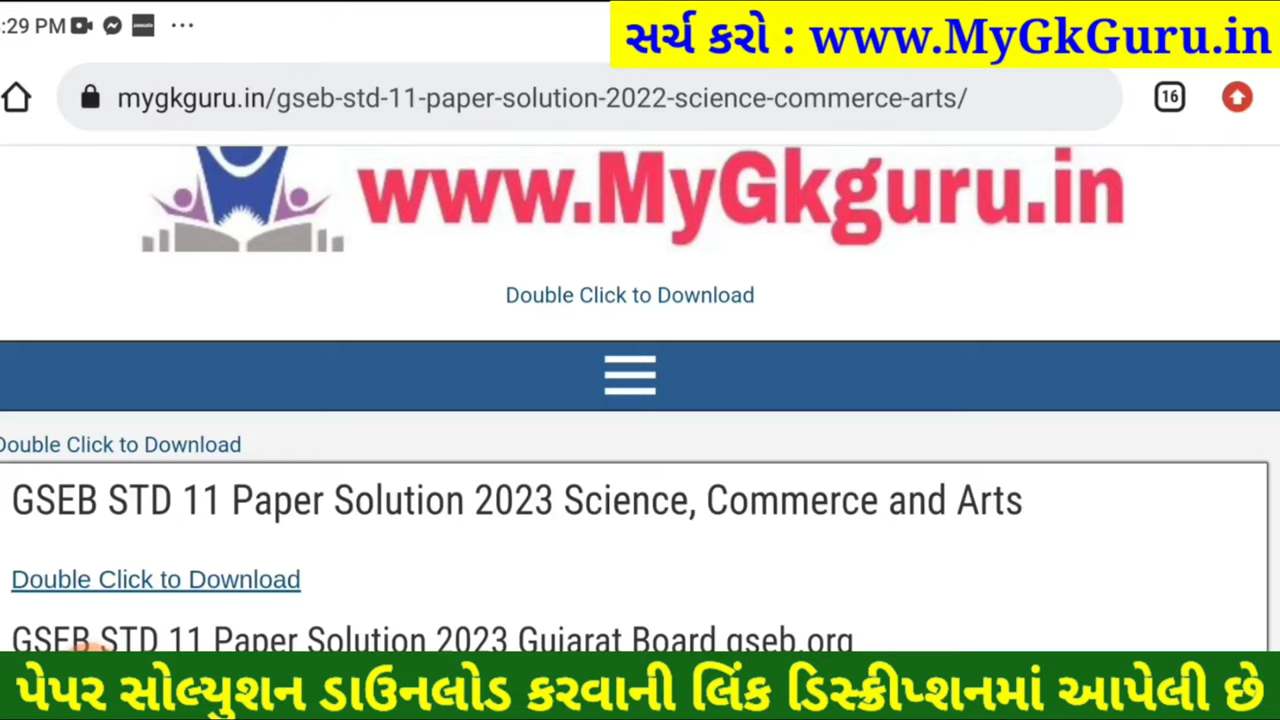 :29 PM
સર્ચ કરો : www.MyGkGuru.in
mygkguru.in/gseb-std-11-paper-solution-2022-science-commerce-arts/
16
www.MyGkguru.in
Double Click to Download
Double Click to Download
GSEB STD 11 Paper Solution 2023 Science, Commerce and Arts
Double Click to Download
GSEB STD 11 Paper Solution 2023 Gujarat Board gseb.org
પેપર સોલ્યુશન ડાઉનલોડ કરવાની લિંક ડિસ્ક્રીપ્શનમાં આપેલી છે